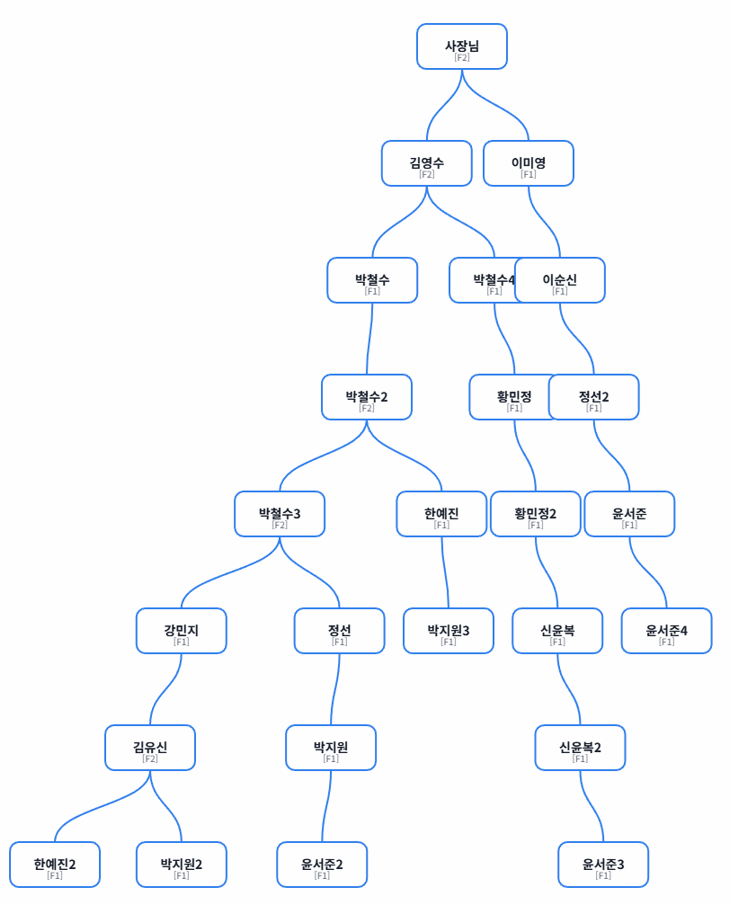 사장님
[F2]
김영수
[F2]
이미영
[F1]
박철수
[F1]
박철수4
[F1]
이순신
[F1]
박철수2
[F2]
황민정
[F1]
정선2
[F1]
박철수3
[F2]
한예진
[F1]
황민정2
[F1]
윤서준
[F1]
강민지
[F1]
정선
[F1]
박지원3
[F1]
신윤복
[F1]
윤서준4
[F1]
김유신
[F2]
박지원
[F1]
신윤복2
[F1]
한예진2
[F1]
박지원2
[F1]
윤서준2
[F1]
윤서준3
[F1]